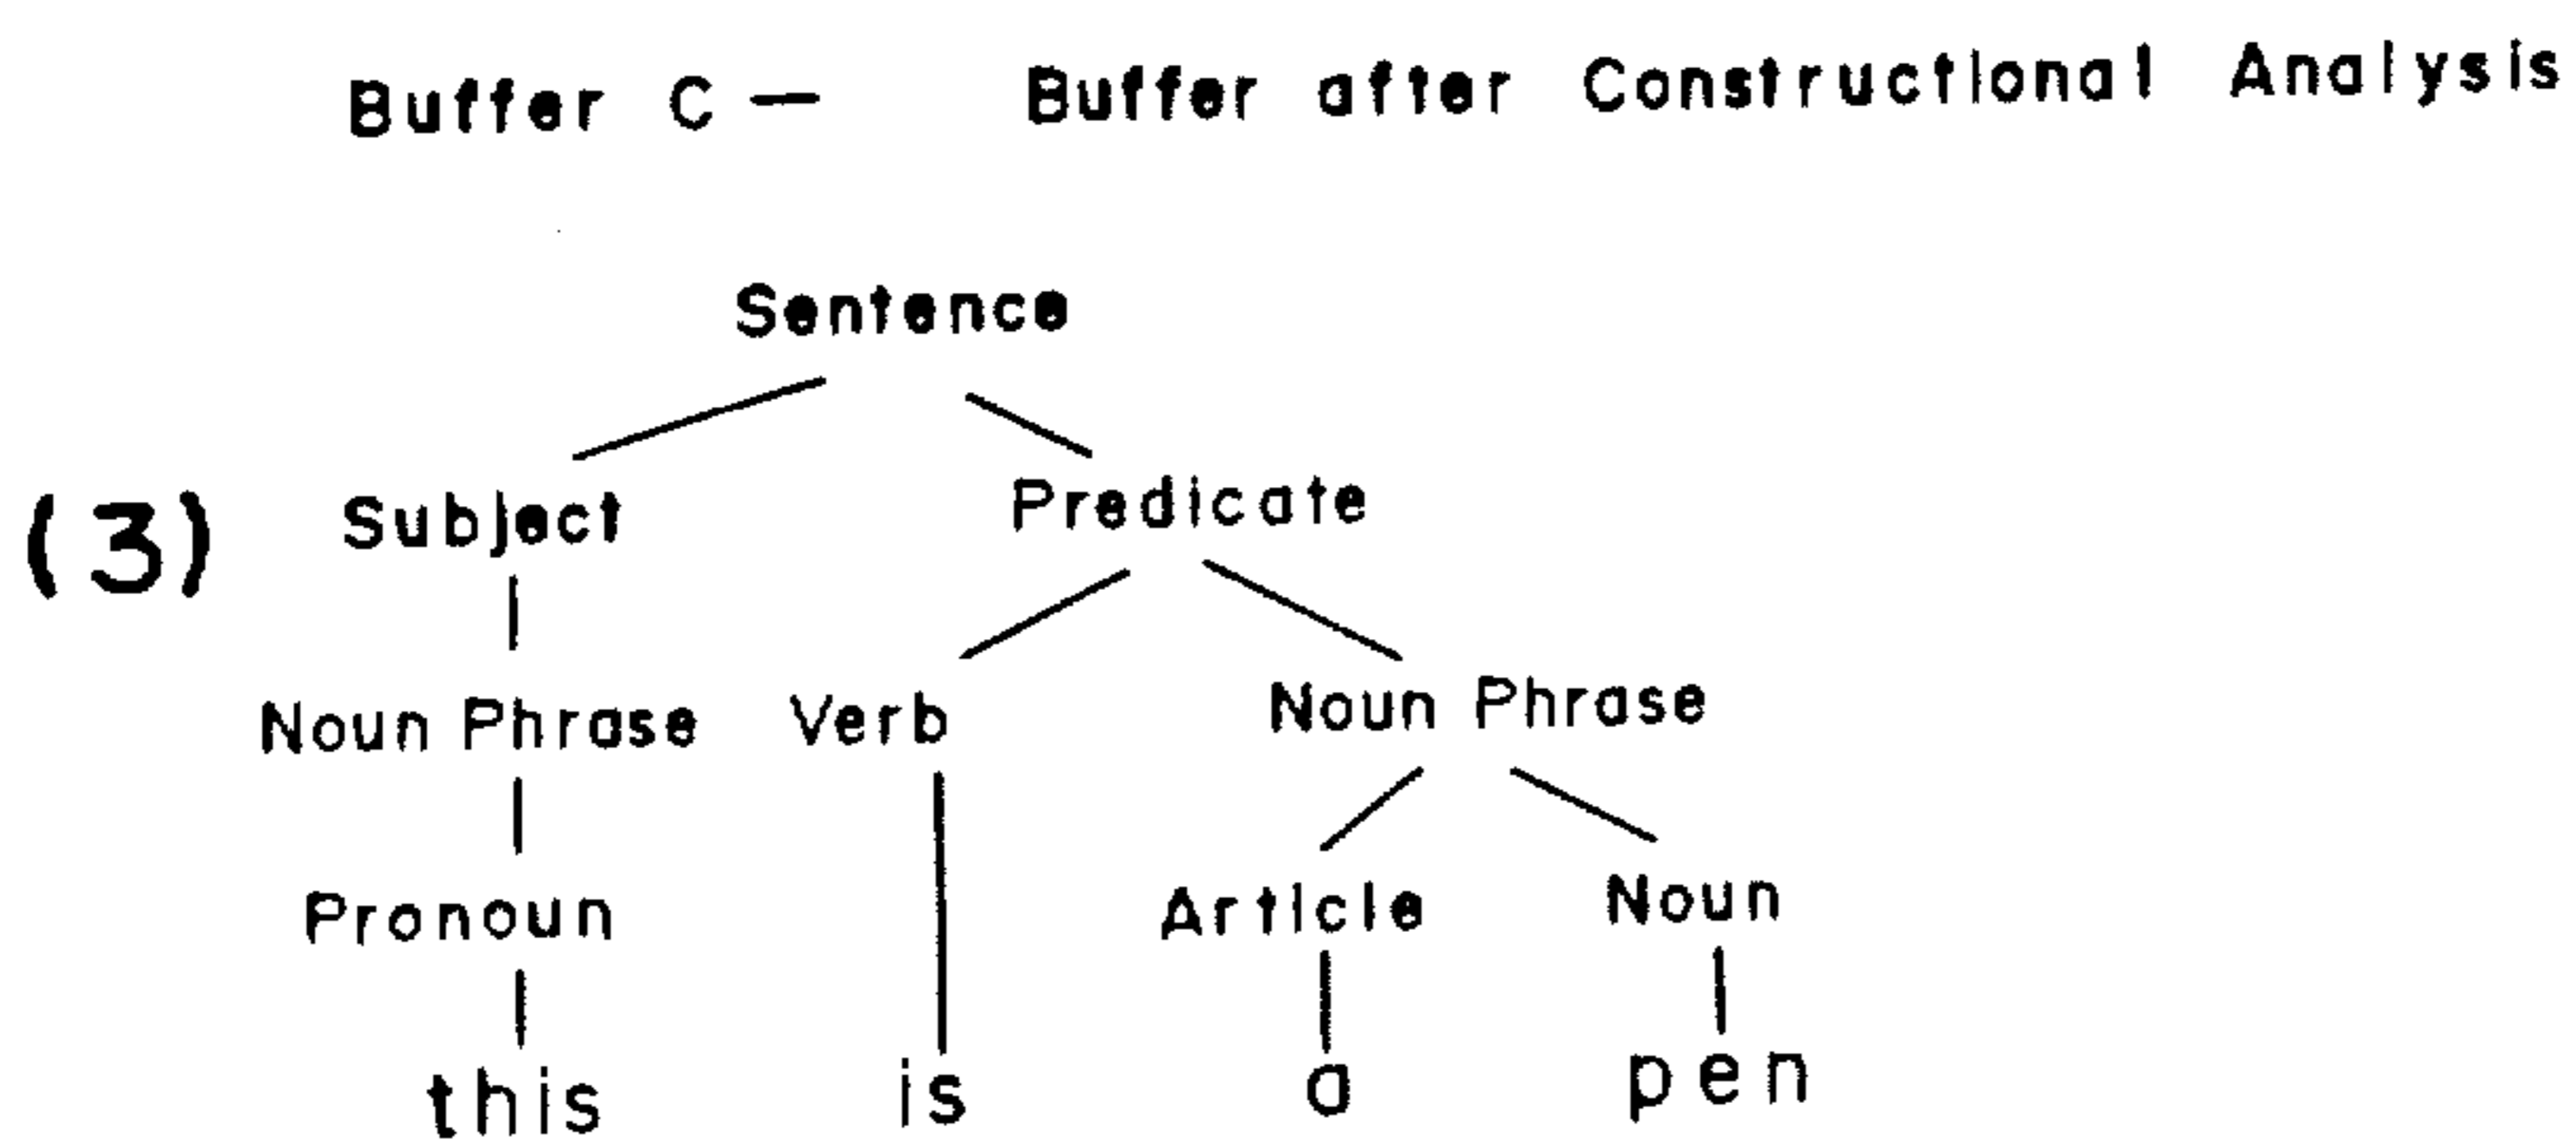 Buffer C — Buffer after Constructional Analysis
Sentence
(3) Subject Predicate
Noun Phrase Verb Noun Phrase
Pronoun Article Noun
this is a pen